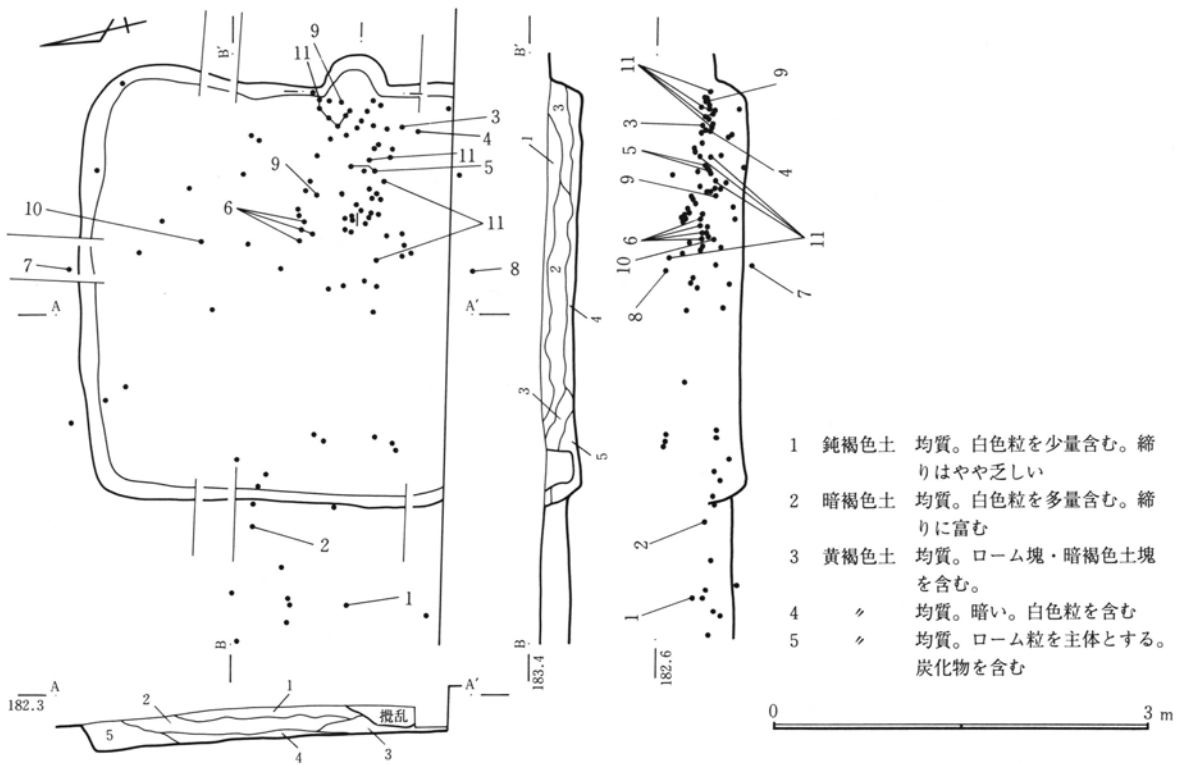 9
11
B′
3
4
9
11
5
10
6
11
7
8
A
A′
2
1
B
B′
3
1
2
4
3
5
B
183.4
11
9
3
5
4
9
6
11
10
8
7
2
1
182.6
A
182.3
A′
1
2
攪乱
5
4
3
1 鈍褐色土 均質。白色粒を少量含む。締
りはやや乏しい
2 暗褐色土 均質。白色粒を多量含む。締
りに富む
3 黄褐色土 均質。ローム塊・暗褐色土塊
を含む。
4 〃 均質。暗い。白色粒を含む
5 〃 均質。ローム粒を主体とする。
炭化物を含む
0 3 m